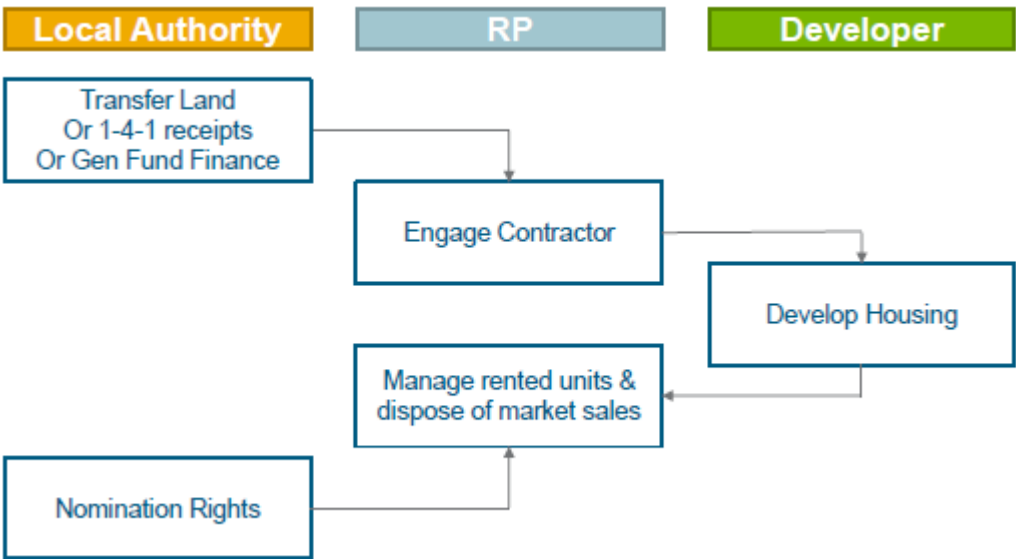 Local Authority
RP
Developer
Transfer Land
Or 1-4-1 receipts
Or Gen Fund Finance
Engage Contractor
Develop Housing
Manage rented units &
dispose of market sales
Nomination Rights